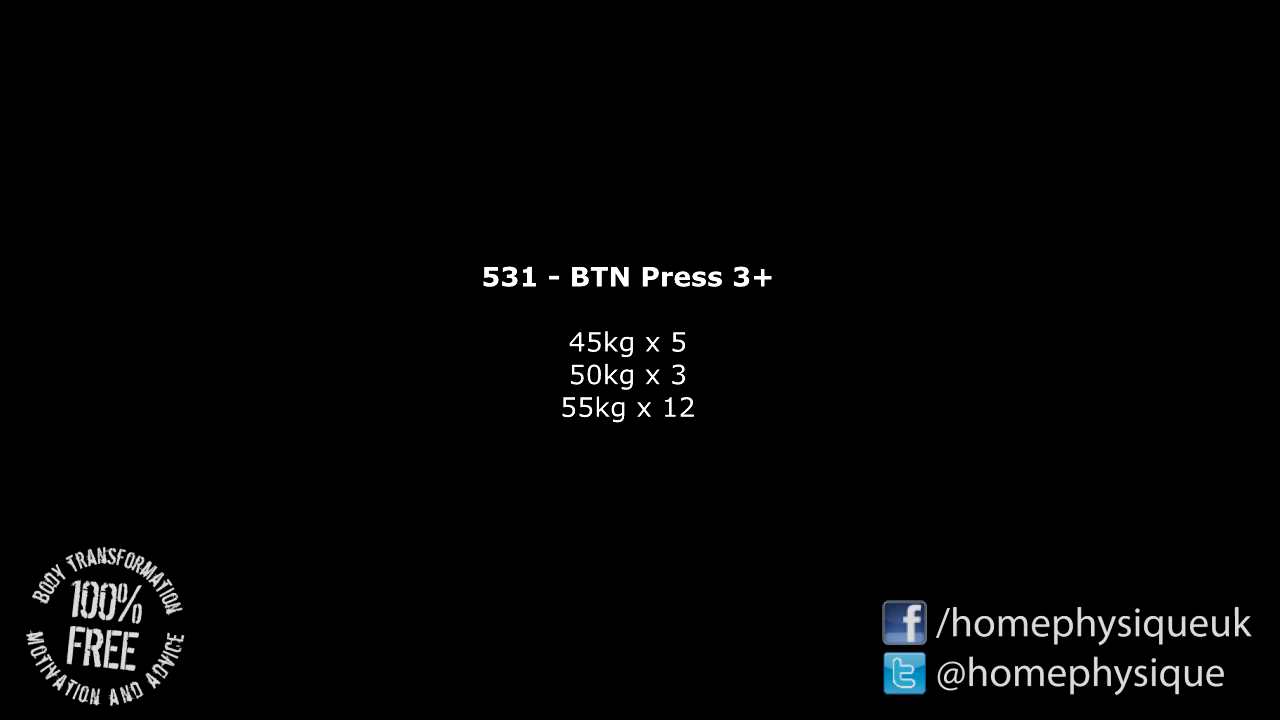 531 - BTN Press 3+
45kg x 5
50kg x 3
55kg x 12
BODY TRANSFORMATION
100%
FREE
MOTIVATION AND ADVICE
/homephysiqueuk
@homephysique